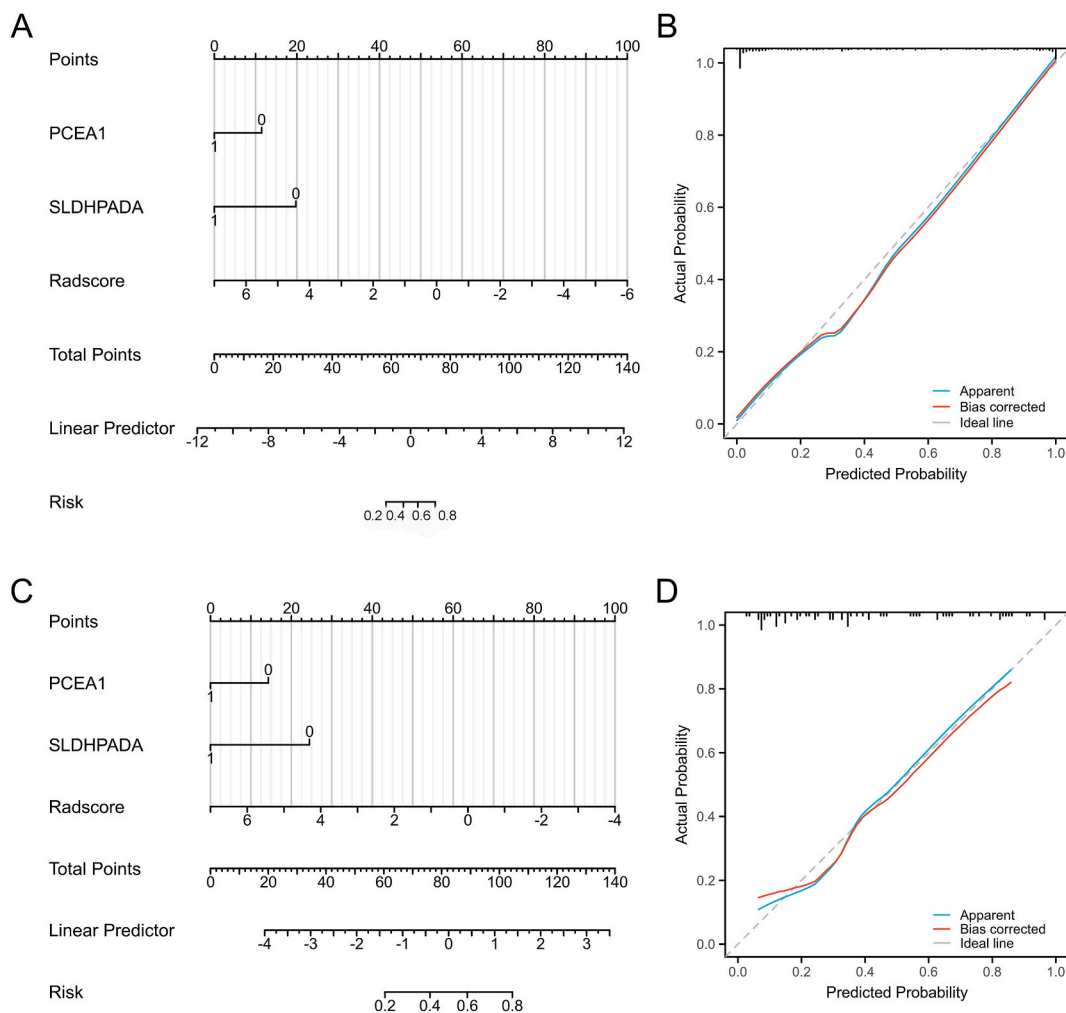 A
Points
0 20 40 60 80 100
PCEA1
0
1
SLDHPADA
0
1
Radscore
6 4 2 0 -2 -4 -6
Total Points
0 20 40 60 80 100 120 140
Linear Predictor
-12 -8 -4 0 4 8 12
Risk
0.2 0.4 0.6 0.8
B
Actual Probability
1.0
0.8
0.6
0.4
0.2
0.0
Apparent
Bias corrected
Ideal line
0.0 0.2 0.4 0.6 0.8 1.0
Predicted Probability
C
Points
0 20 40 60 80 100
PCEA1
0
1
SLDHPADA
0
1
Radscore
6 4 2 0 -2 -4
Total Points
0 20 40 60 80 100 120 140
Linear Predictor
-4 -3 -2 -1 0 1 2 3
Risk
0.2 0.4 0.6 0.8
D
Actual Probability
1.0
0.8
0.6
0.4
0.2
0.0
Apparent
Bias corrected
Ideal line
0.0 0.2 0.4 0.6 0.8 1.0
Predicted Probability